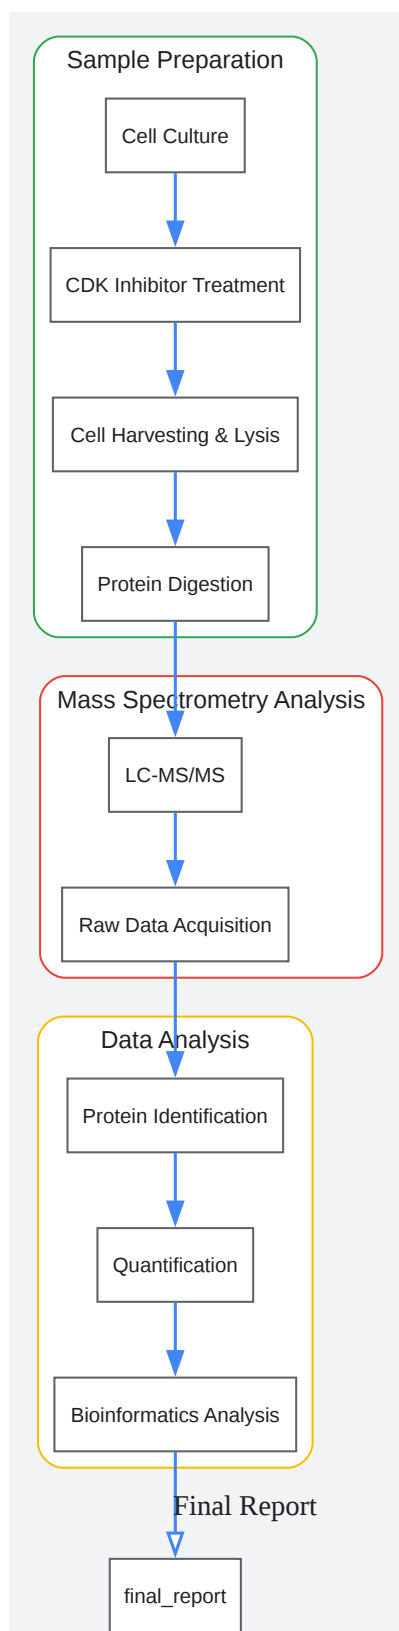 Sample Preparation
Cell Culture
CDK Inhibitor Treatment
Cell Harvesting & Lysis
Protein Digestion
Mass Spectrometry Analysis
LC-MS/MS
Raw Data Acquisition
Data Analysis
Protein Identification
Quantification
Bioinformatics Analysis
Final Report
final_report